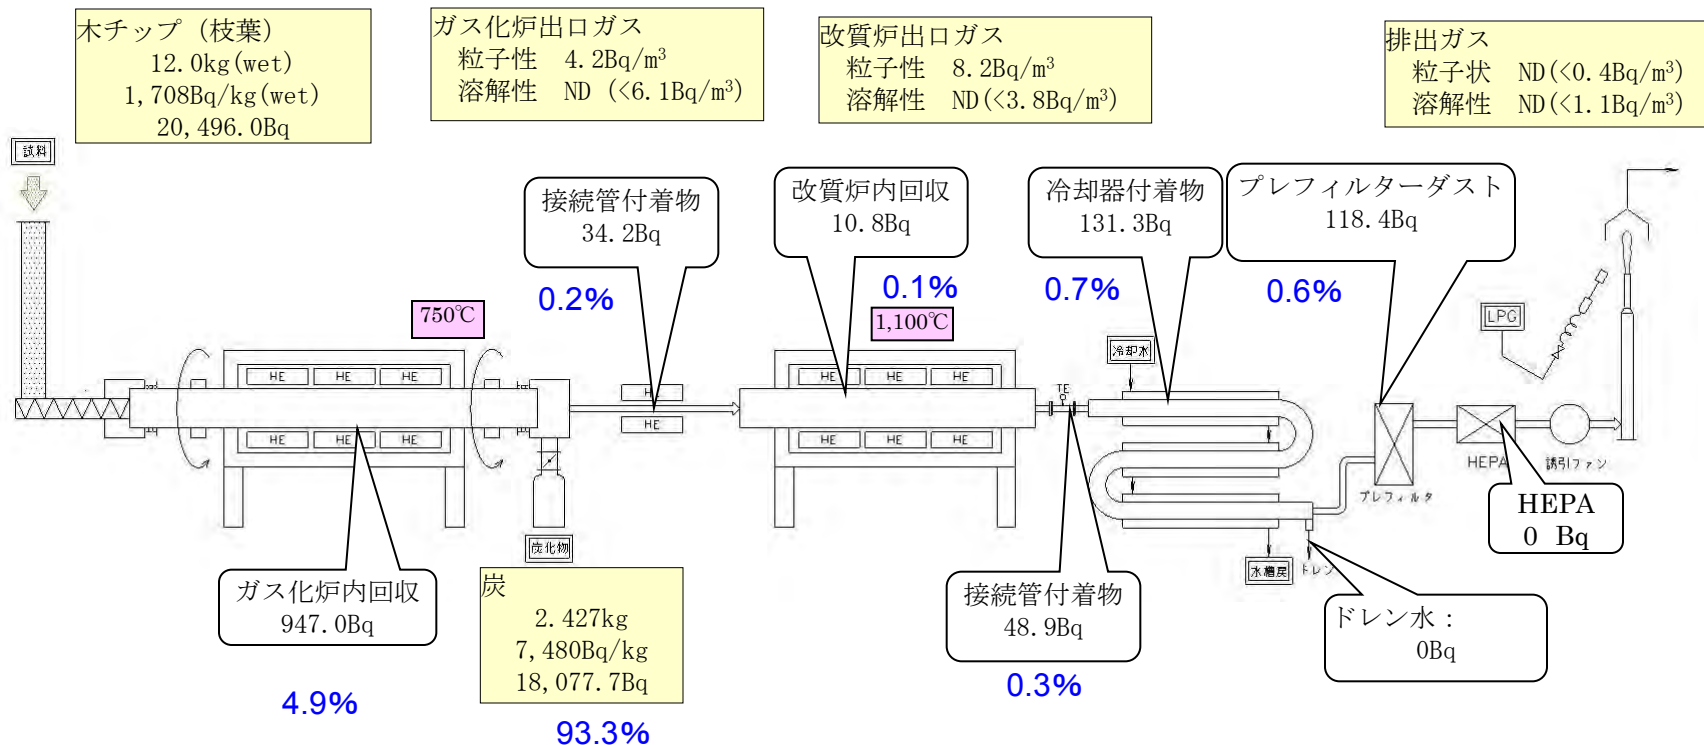 木チップ（枝葉）
12.0kg(wet)
1,708Bq/kg(wet)
20,496.0Bq
ガス化炉出口ガス
粒子性 4.2Bq/m³
溶解性 ND (<6.1Bq/m³)
改質炉出口ガス
粒子性 8.2Bq/m³
溶解性 ND(<3.8Bq/m³)
排出ガス
粒子状 ND(<0.4Bq/m³)
溶解性 ND(<1.1Bq/m³)
試料
接続管付着物
34.2Bq
0.2%
改質炉内回収
10.8Bq
0.1%
冷却器付着物
131.3Bq
0.7%
プレフィルターダスト
118.4Bq
0.6%
750℃
1,100℃
LPG
冷却水
HE HE HE
HE HE HE
HE
HE
HE HE HE
HE HE HE
TE
プレフィルタ
HEPA
誘引ファン
HEPA
0 Bq
炭化物
水槽戻
ドレン
ガス化炉内回収
947.0Bq
4.9%
炭
2.427kg
7,480Bq/kg
18,077.7Bq
93.3%
接続管付着物
48.9Bq
0.3%
ドレン水：
0Bq